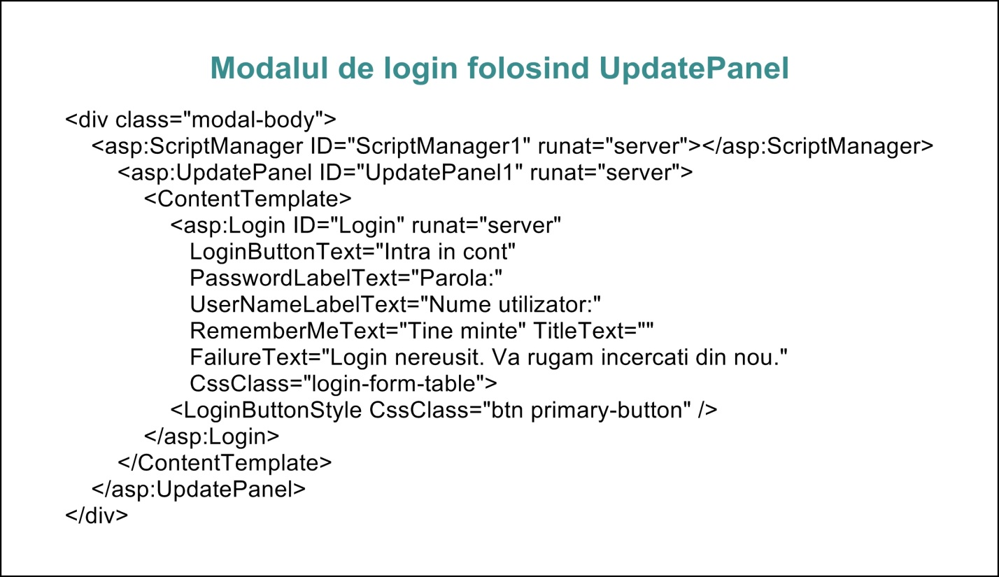 Modalul de login folosind UpdatePanel
<div class="modal-body">
<asp:ScriptManager ID="ScriptManager1" runat="server"></asp:ScriptManager>
<asp:UpdatePanel ID="UpdatePanel1" runat="server">
<ContentTemplate>
<asp:Login ID="Login" runat="server"
LoginButtonText="Intra in cont"
PasswordLabelText="Parola:"
UserNameLabelText="Nume utilizator:"
RememberMeText="Tine minte" TitleText=""
FailureText="Login nereusit. Va rugam incercati din nou."
CssClass="login-form-table">
<LoginButtonStyle CssClass="btn primary-button" />
</asp:Login>
</ContentTemplate>
</asp:UpdatePanel>
</div>